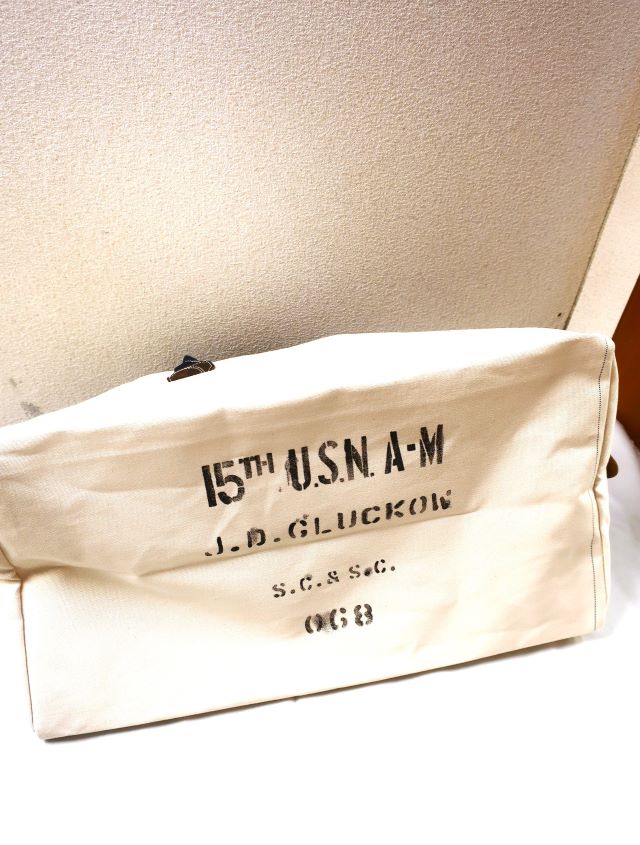 15TH U.S.N. A-M
J.D.GLUCKOW
S.C.& S.C.
068